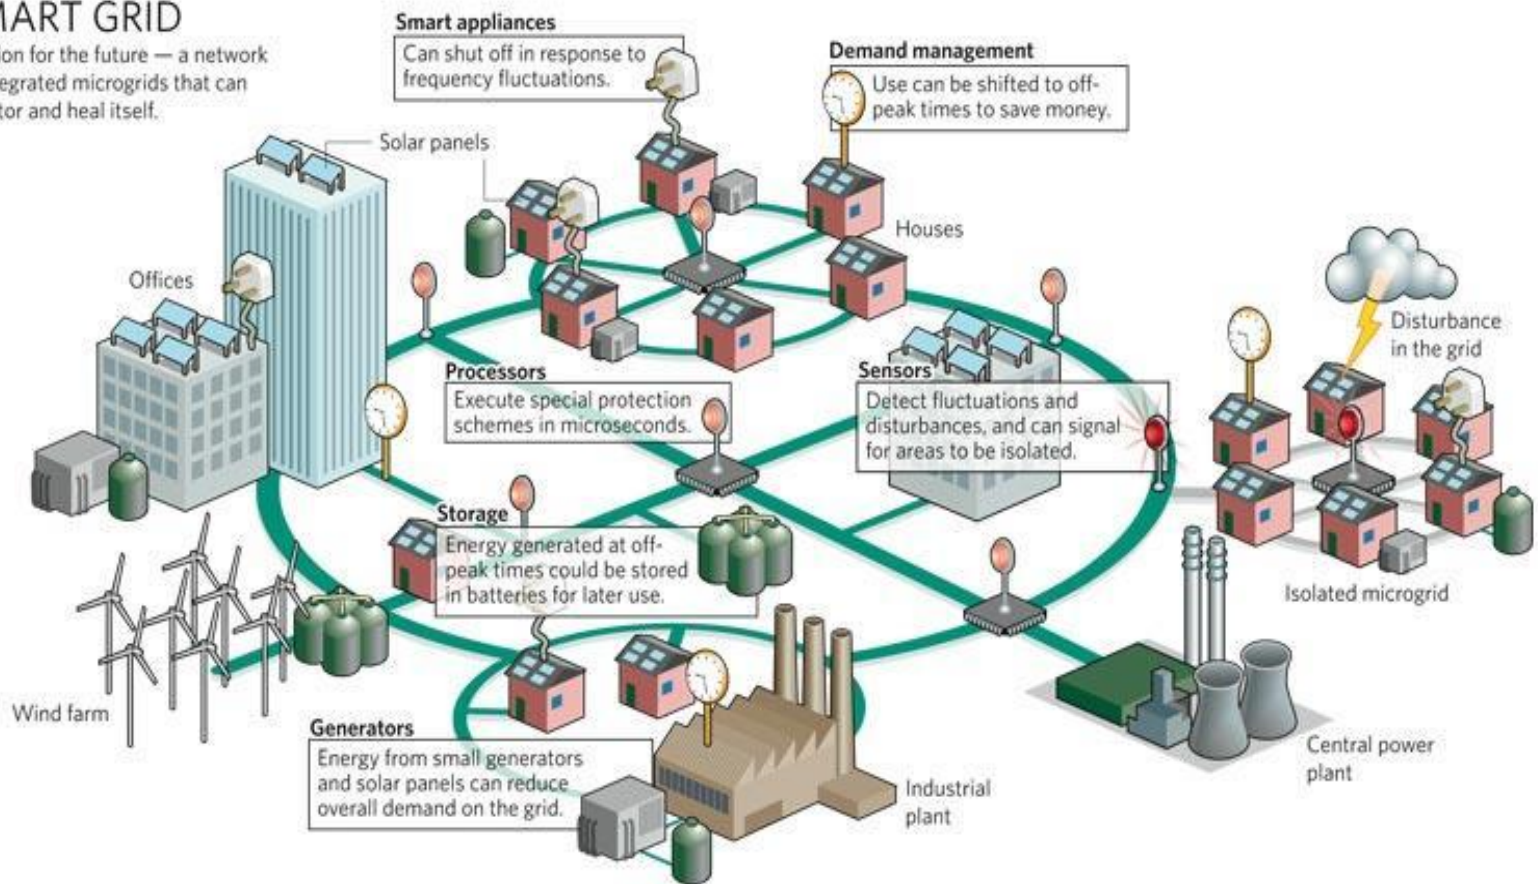 MART GRID
ion for the future — a network
egrated microgrids that can
tor and heal itself.
Smart appliances
Can shut off in response to
frequency fluctuations.
Demand management
Use can be shifted to off-
peak times to save money.
Solar panels
Houses
Offices
Disturbance
in the grid
Processors
Execute special protection
schemes in microseconds.
Sensors
Detect fluctuations and
disturbances, and can signal
for areas to be isolated.
Storage
Energy generated at off-
peak times could be stored
in batteries for later use.
Isolated microgrid
Wind farm
Generators
Energy from small generators
and solar panels can reduce
overall demand on the grid.
Central power
plant
Industrial
plant